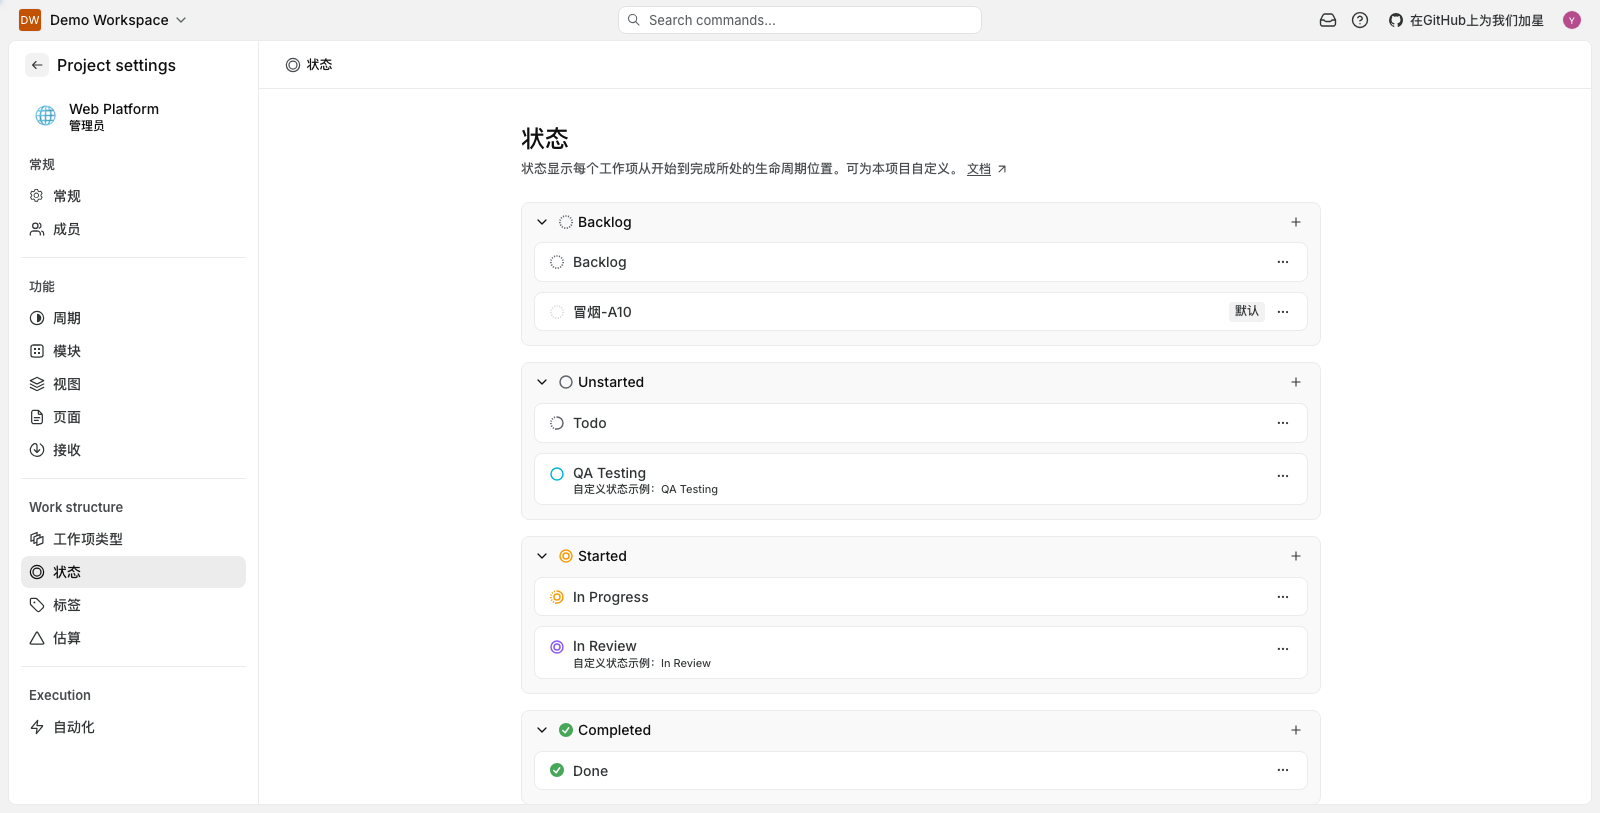 DW Demo Workspace
Search commands...
在GitHub上为我们加星
Y
Project settings
Web Platform
管理员
常规
常规
成员
功能
周期
模块
视图
页面
接收
Work structure
工作项类型
状态
标签
估算
Execution
自动化
状态
状态
状态显示每个工作项从开始到完成所处的生命周期位置。可为本项目自定义。 文档
Backlog
Backlog
冒烟-A10 默认
Unstarted
Todo
QA Testing
自定义状态示例：QA Testing
Started
In Progress
In Review
自定义状态示例：In Review
Completed
Done